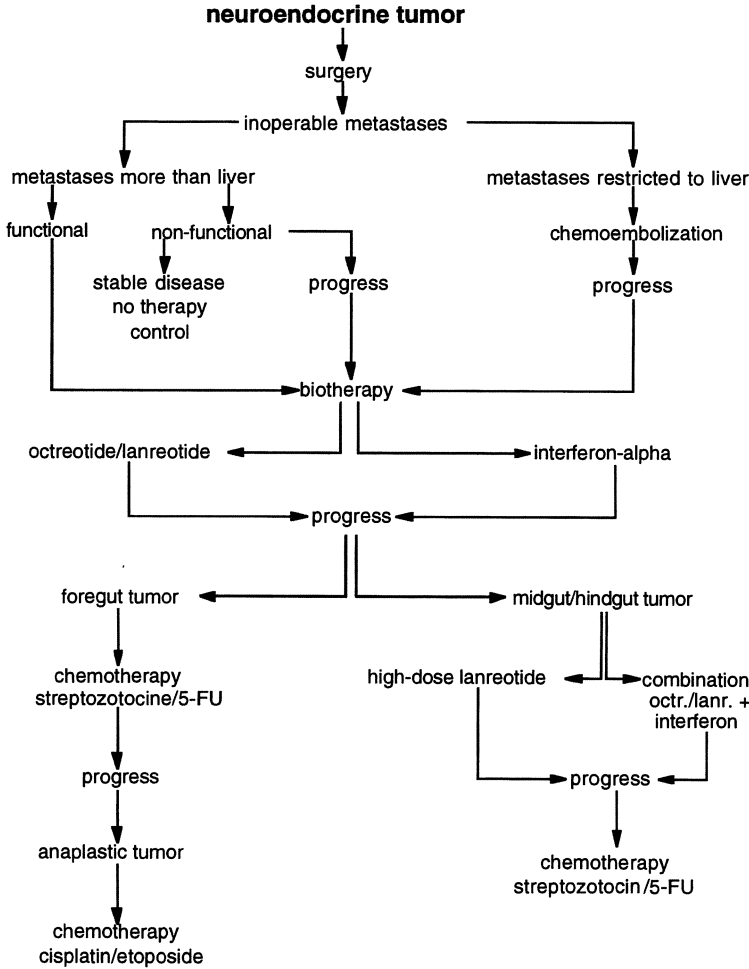 neuroendocrine tumor
surgery
inoperable metastases
metastases more than liver
metastases restricted to liver
functional
non-functional
chemoembolization
stable disease
no therapy
control
progress
progress
biotherapy
octreotide/lanreotide
interferon-alpha
progress
foregut tumor
midgut/hindgut tumor
chemotherapy
streptozotocine/5-FU
high-dose lanreotide
combination
octr./lanr. +
interferon
progress
progress
anaplastic tumor
chemotherapy
streptozotocin/5-FU
chemotherapy
cisplatin/etoposide